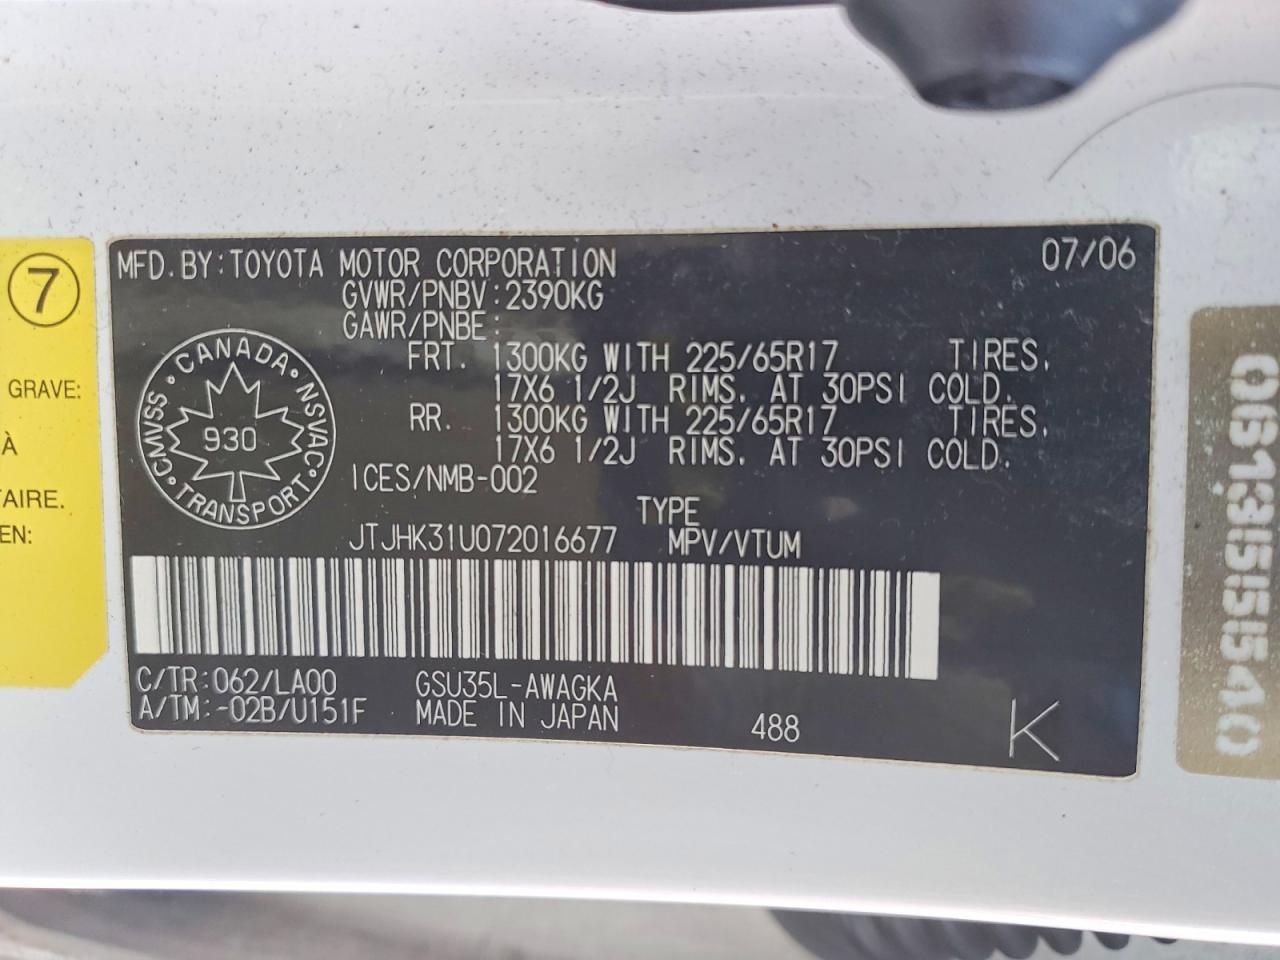 7
GRAVE:
À
TAIRE.
EN:
MFD. BY: TOYOTA MOTOR CORPORATION 07/06
GVWR/PNBV: 2390KG
GAWR/PNBE:
FRT. 1300KG WITH 225/65R17 TIRES.
17X6 1/2J RIMS. AT 30PSI COLD.
RR. 1300KG WITH 225/65R17 TIRES.
17X6 1/2J RIMS. AT 30PSI COLD.
CANADA · NSVAC · TRANSPORT · CMVSS ·
930
ICES/NMB-002
TYPE
JTJHK31U072016677 MPV/VTUM
C/TR: 062/LA00 GSU35L-AWAGKA
A/TM: -02B/U151F MADE IN JAPAN 488 K